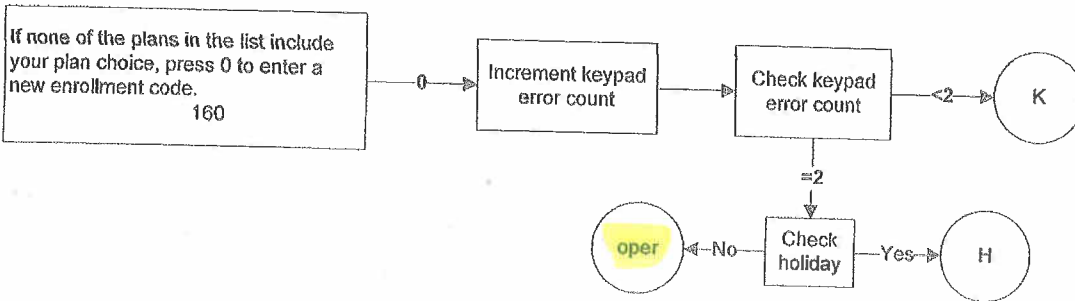 If none of the plans in the list include
your plan choice, press 0 to enter a
new enrollment code.
160
0
Increment keypad
error count
Check keypad
error count
<2
K
=2
oper
No
Check
holiday
Yes
H